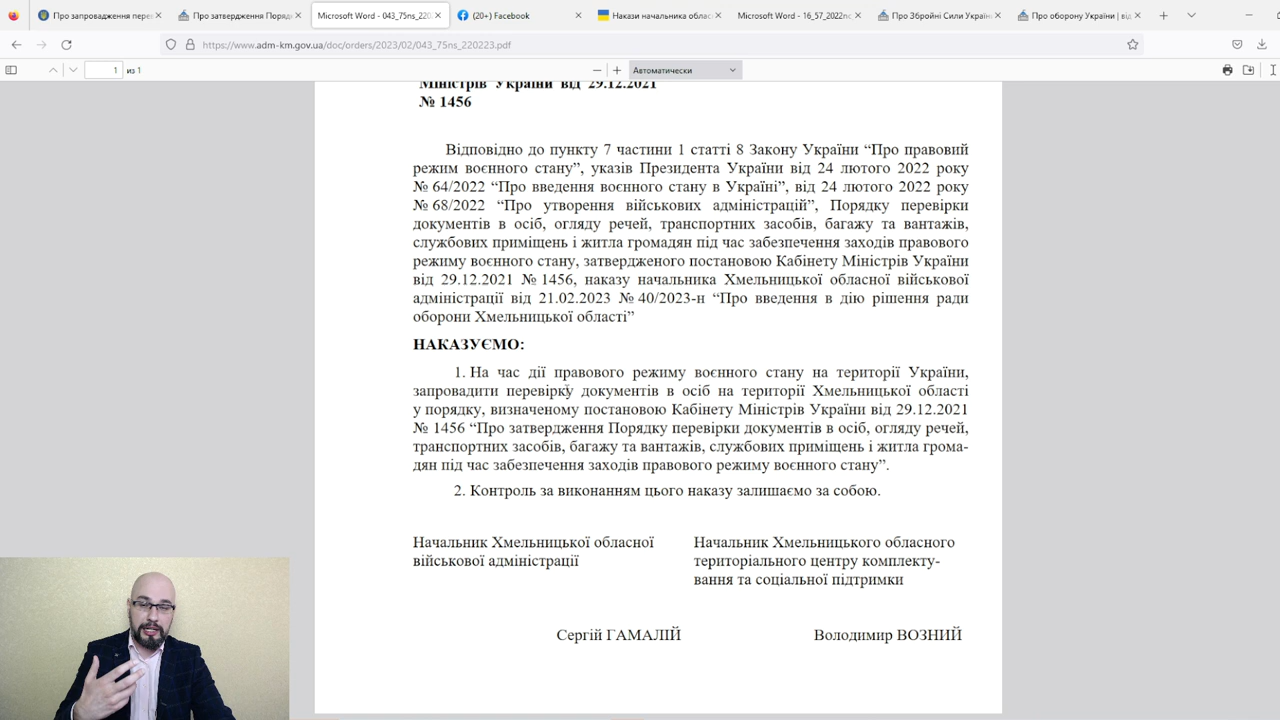 Про запровадження перев
Про затвердження Порядк
Microsoft Word - 043_75ns_220
(20+) Facebook
Накази начальника облас
Microsoft Word - 16_57_2022nc
Про Збройні Сили Україн
Про оборону України | від
https://www.adm-km.gov.ua/doc/orders/2023/02/043_75ns_220223.pdf
1 из 1
Автоматически
Міністрів України від 29.12.2021
№ 1456
Відповідно до пункту 7 частини 1 статті 8 Закону України “Про правовий
режим воєнного стану”, указів Президента України від 24 лютого 2022 року
№ 64/2022 “Про введення воєнного стану в Україні”, від 24 лютого 2022 року
№ 68/2022 “Про утворення військових адміністрацій”, Порядку перевірки
документів в осіб, огляду речей, транспортних засобів, багажу та вантажів,
службових приміщень і житла громадян під час забезпечення заходів правового
режиму воєнного стану, затвердженого постановою Кабінету Міністрів України
від 29.12.2021 № 1456, наказу начальника Хмельницької обласної військової
адміністрації від 21.02.2023 № 40/2023-н “Про введення в дію рішення ради
оборони Хмельницької області”
НАКАЗУЄМО:
1. На час дії правового режиму воєнного стану на території України,
запровадити перевірку документів в осіб на території Хмельницької області
у порядку, визначеному постановою Кабінету Міністрів України від 29.12.2021
№ 1456 “Про затвердження Порядку перевірки документів в осіб, огляду речей,
транспортних засобів, багажу та вантажів, службових приміщень і житла грома-
дян під час забезпечення заходів правового режиму воєнного стану”.
2. Контроль за виконанням цього наказу залишаємо за собою.
Начальник Хмельницької обласної
військової адміністрації
Начальник Хмельницького обласного
територіального центру комплекту-
вання та соціальної підтримки
Сергій ГАМАЛІЙ
Володимир ВОЗНИЙ